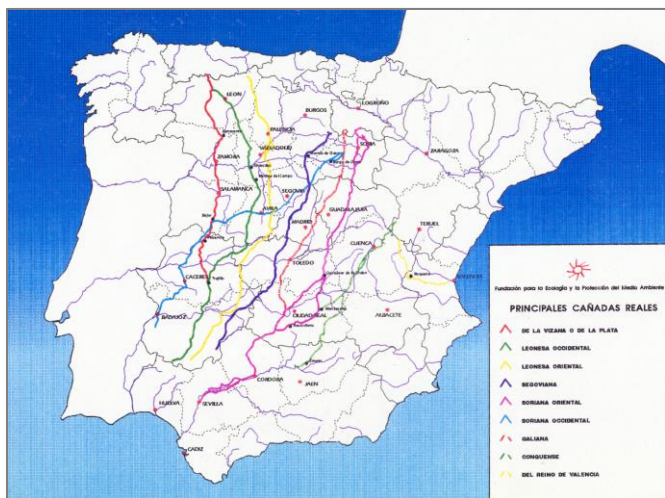 LEÓN
BURGOS
LOGROÑO
PALENCIA
VALLADOLID
SORIA
ZAMORA
ZARAGOZA
SALAMANCA
SEGOVIA
AVILA
GUADALAJARA
MADRID
TERUEL
CUENCA
TOLEDO
CACERES
Trujillo
VALENCIA
BADAJOZ
CIUDAD REAL
ALBACETE
CORDOBA
JAEN
HUELVA
SEVILLA
CADIZ
Fundación para la Ecología y la Protección del Medio Ambiente
PRINCIPALES CAÑADAS REALES
DE LA VIZANA O DE LA PLATA
LEONESA OCCIDENTAL
LEONESA ORIENTAL
SEGOVIANA
SORIANA ORIENTAL
SORIANA OCCIDENTAL
GALIANA
CONQUENSE
DEL REINO DE VALENCIA